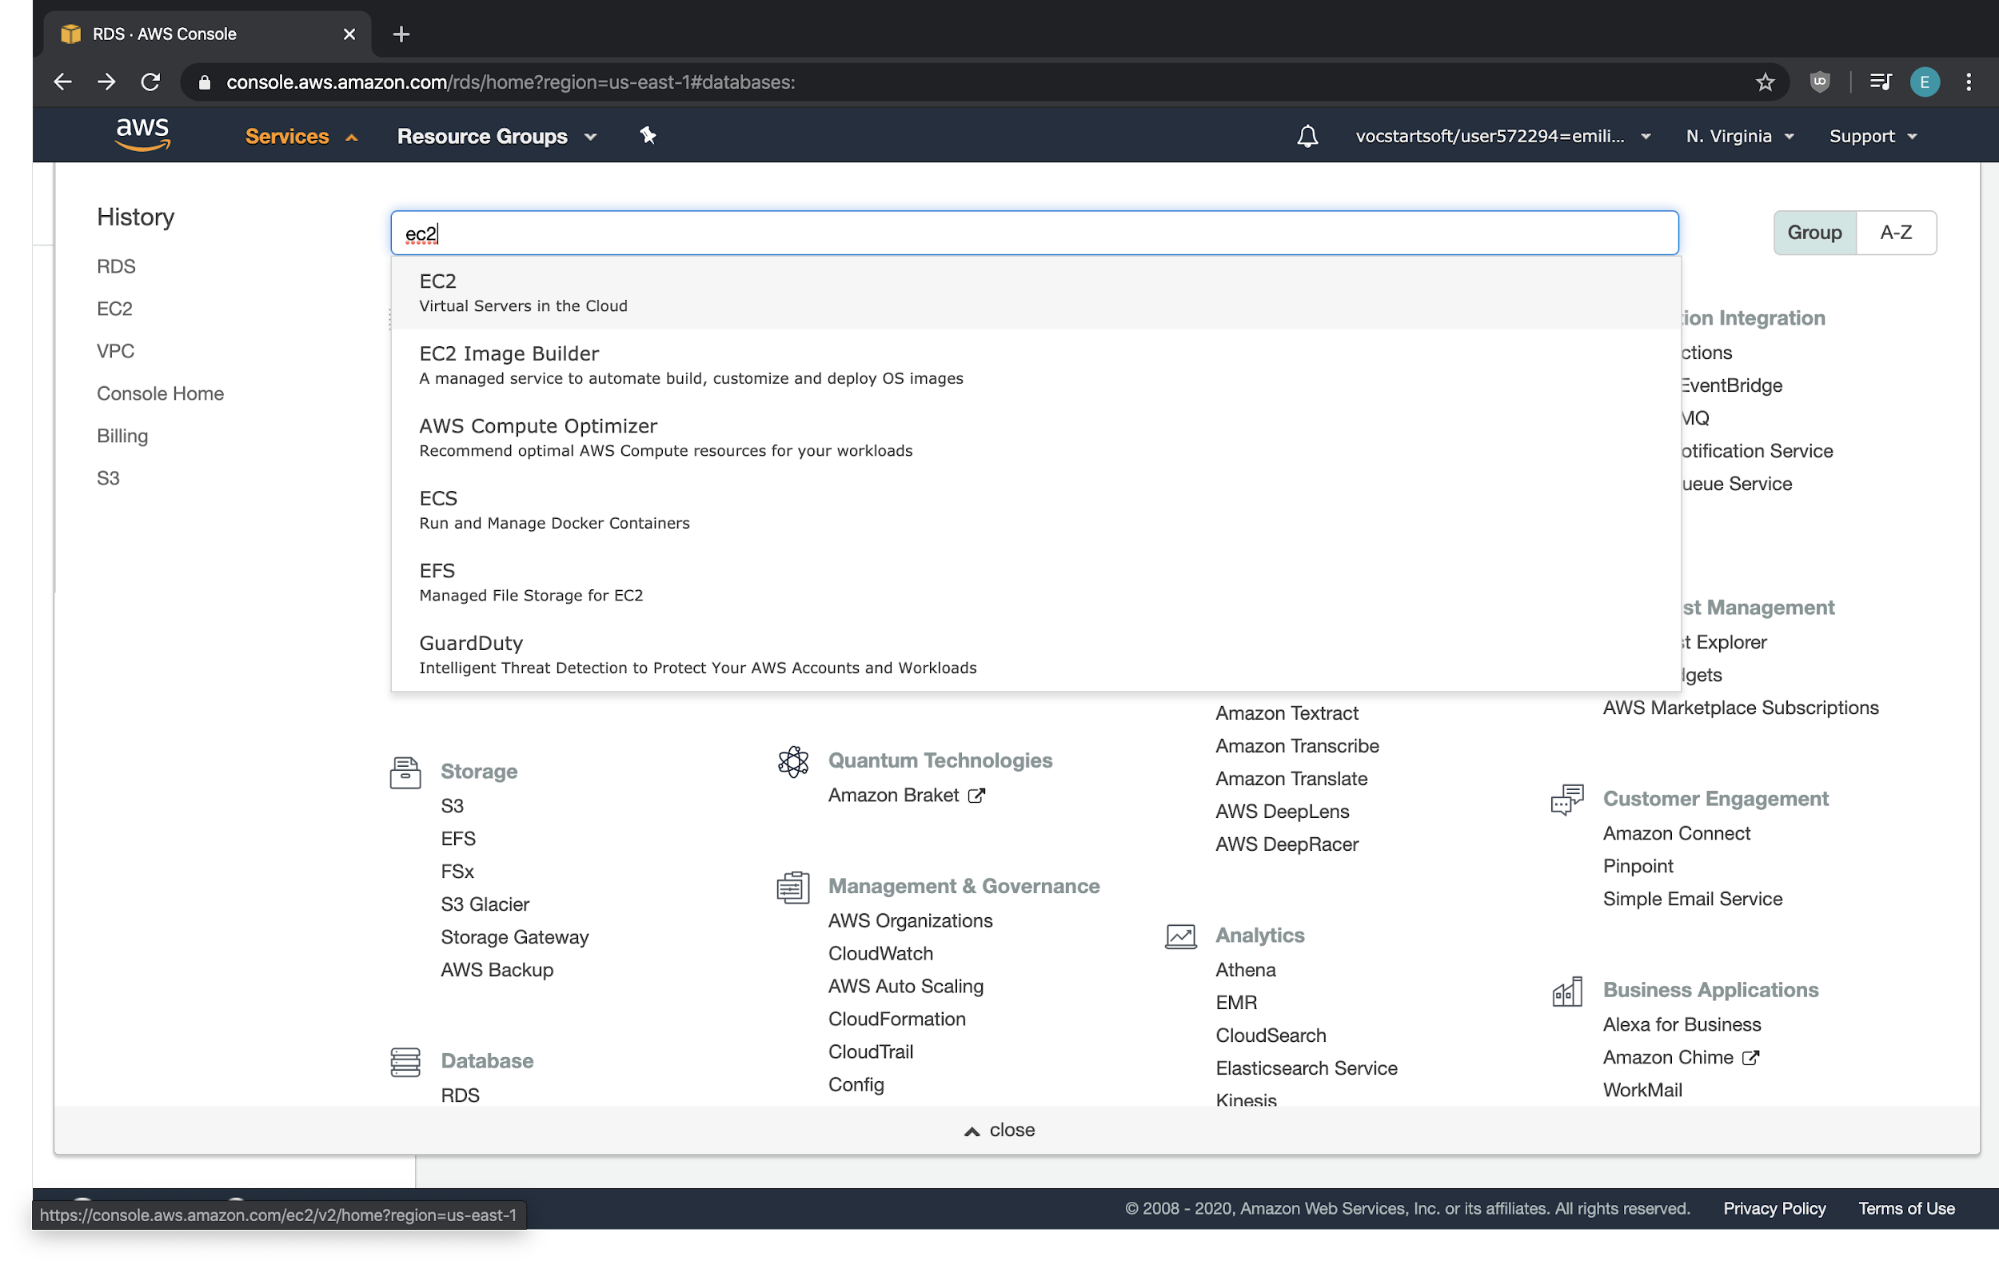 RDS · AWS Console
console.aws.amazon.com/rds/home?region=us-east-1#databases:
E
aws
Services
Resource Groups
vocstartsoft/user572294=emili...
N. Virginia
Support
History
RDS
EC2
VPC
Console Home
Billing
S3
ec2
Group
A-Z
EC2
Virtual Servers in the Cloud
EC2 Image Builder
A managed service to automate build, customize and deploy OS images
AWS Compute Optimizer
Recommend optimal AWS Compute resources for your workloads
ECS
Run and Manage Docker Containers
EFS
Managed File Storage for EC2
GuardDuty
Intelligent Threat Detection to Protect Your AWS Accounts and Workloads
Storage
S3
EFS
FSx
S3 Glacier
Storage Gateway
AWS Backup
Database
RDS
Quantum Technologies
Amazon Braket
Management & Governance
AWS Organizations
CloudWatch
AWS Auto Scaling
CloudFormation
CloudTrail
Config
Amazon Textract
Amazon Transcribe
Amazon Translate
AWS DeepLens
AWS DeepRacer
Analytics
Athena
EMR
CloudSearch
Elasticsearch Service
Kinesis
tion Integration
ctions
EventBridge
MQ
otification Service
ueue Service
st Management
t Explorer
dgets
AWS Marketplace Subscriptions
Customer Engagement
Amazon Connect
Pinpoint
Simple Email Service
Business Applications
Alexa for Business
Amazon Chime
WorkMail
close
https://console.aws.amazon.com/ec2/v2/home?region=us-east-1
© 2008 - 2020, Amazon Web Services, Inc. or its affiliates. All rights reserved.
Privacy Policy
Terms of Use